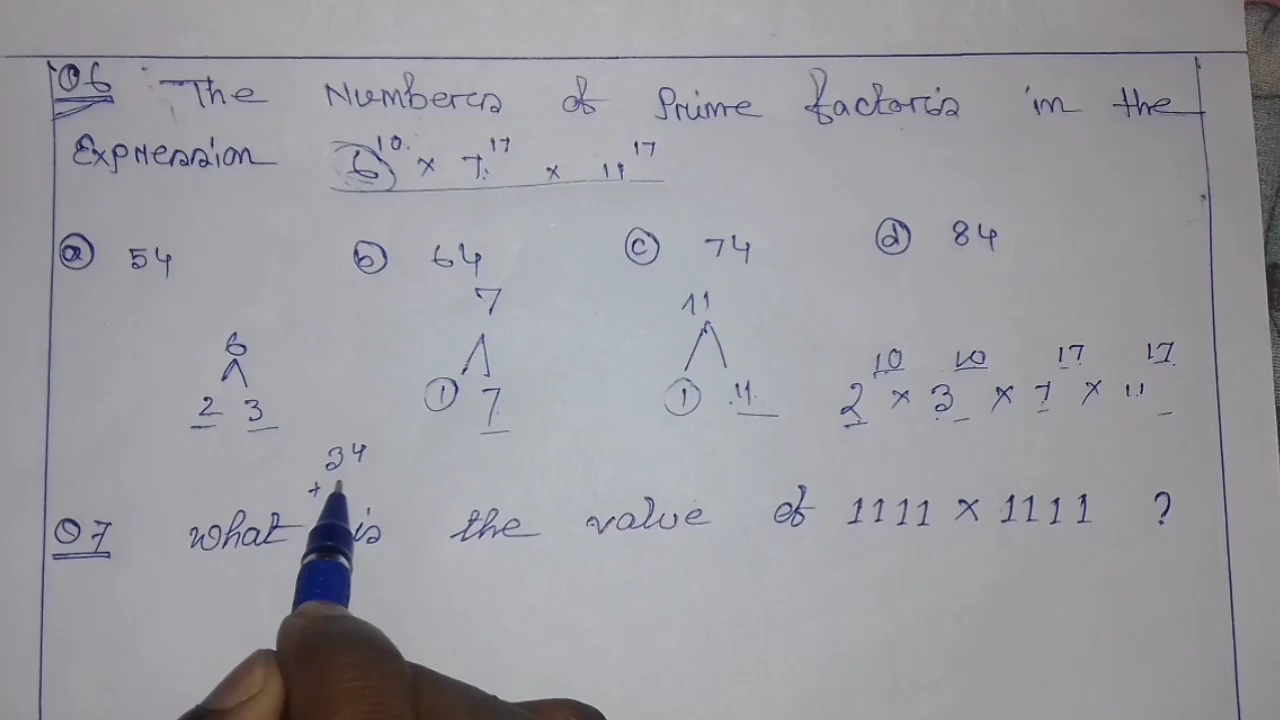 Q6 The Numbers of Prime factors in the
Expression 6^10 × 7^17 × 11^17
(a) 54 (b) 64 (c) 74 (d) 84
6
2 3
7
1 7
11
1 11
2^10 × 3^10 × 7^17 × 11^17
34
+
Q7 What is the value of 1111 × 1111 ?